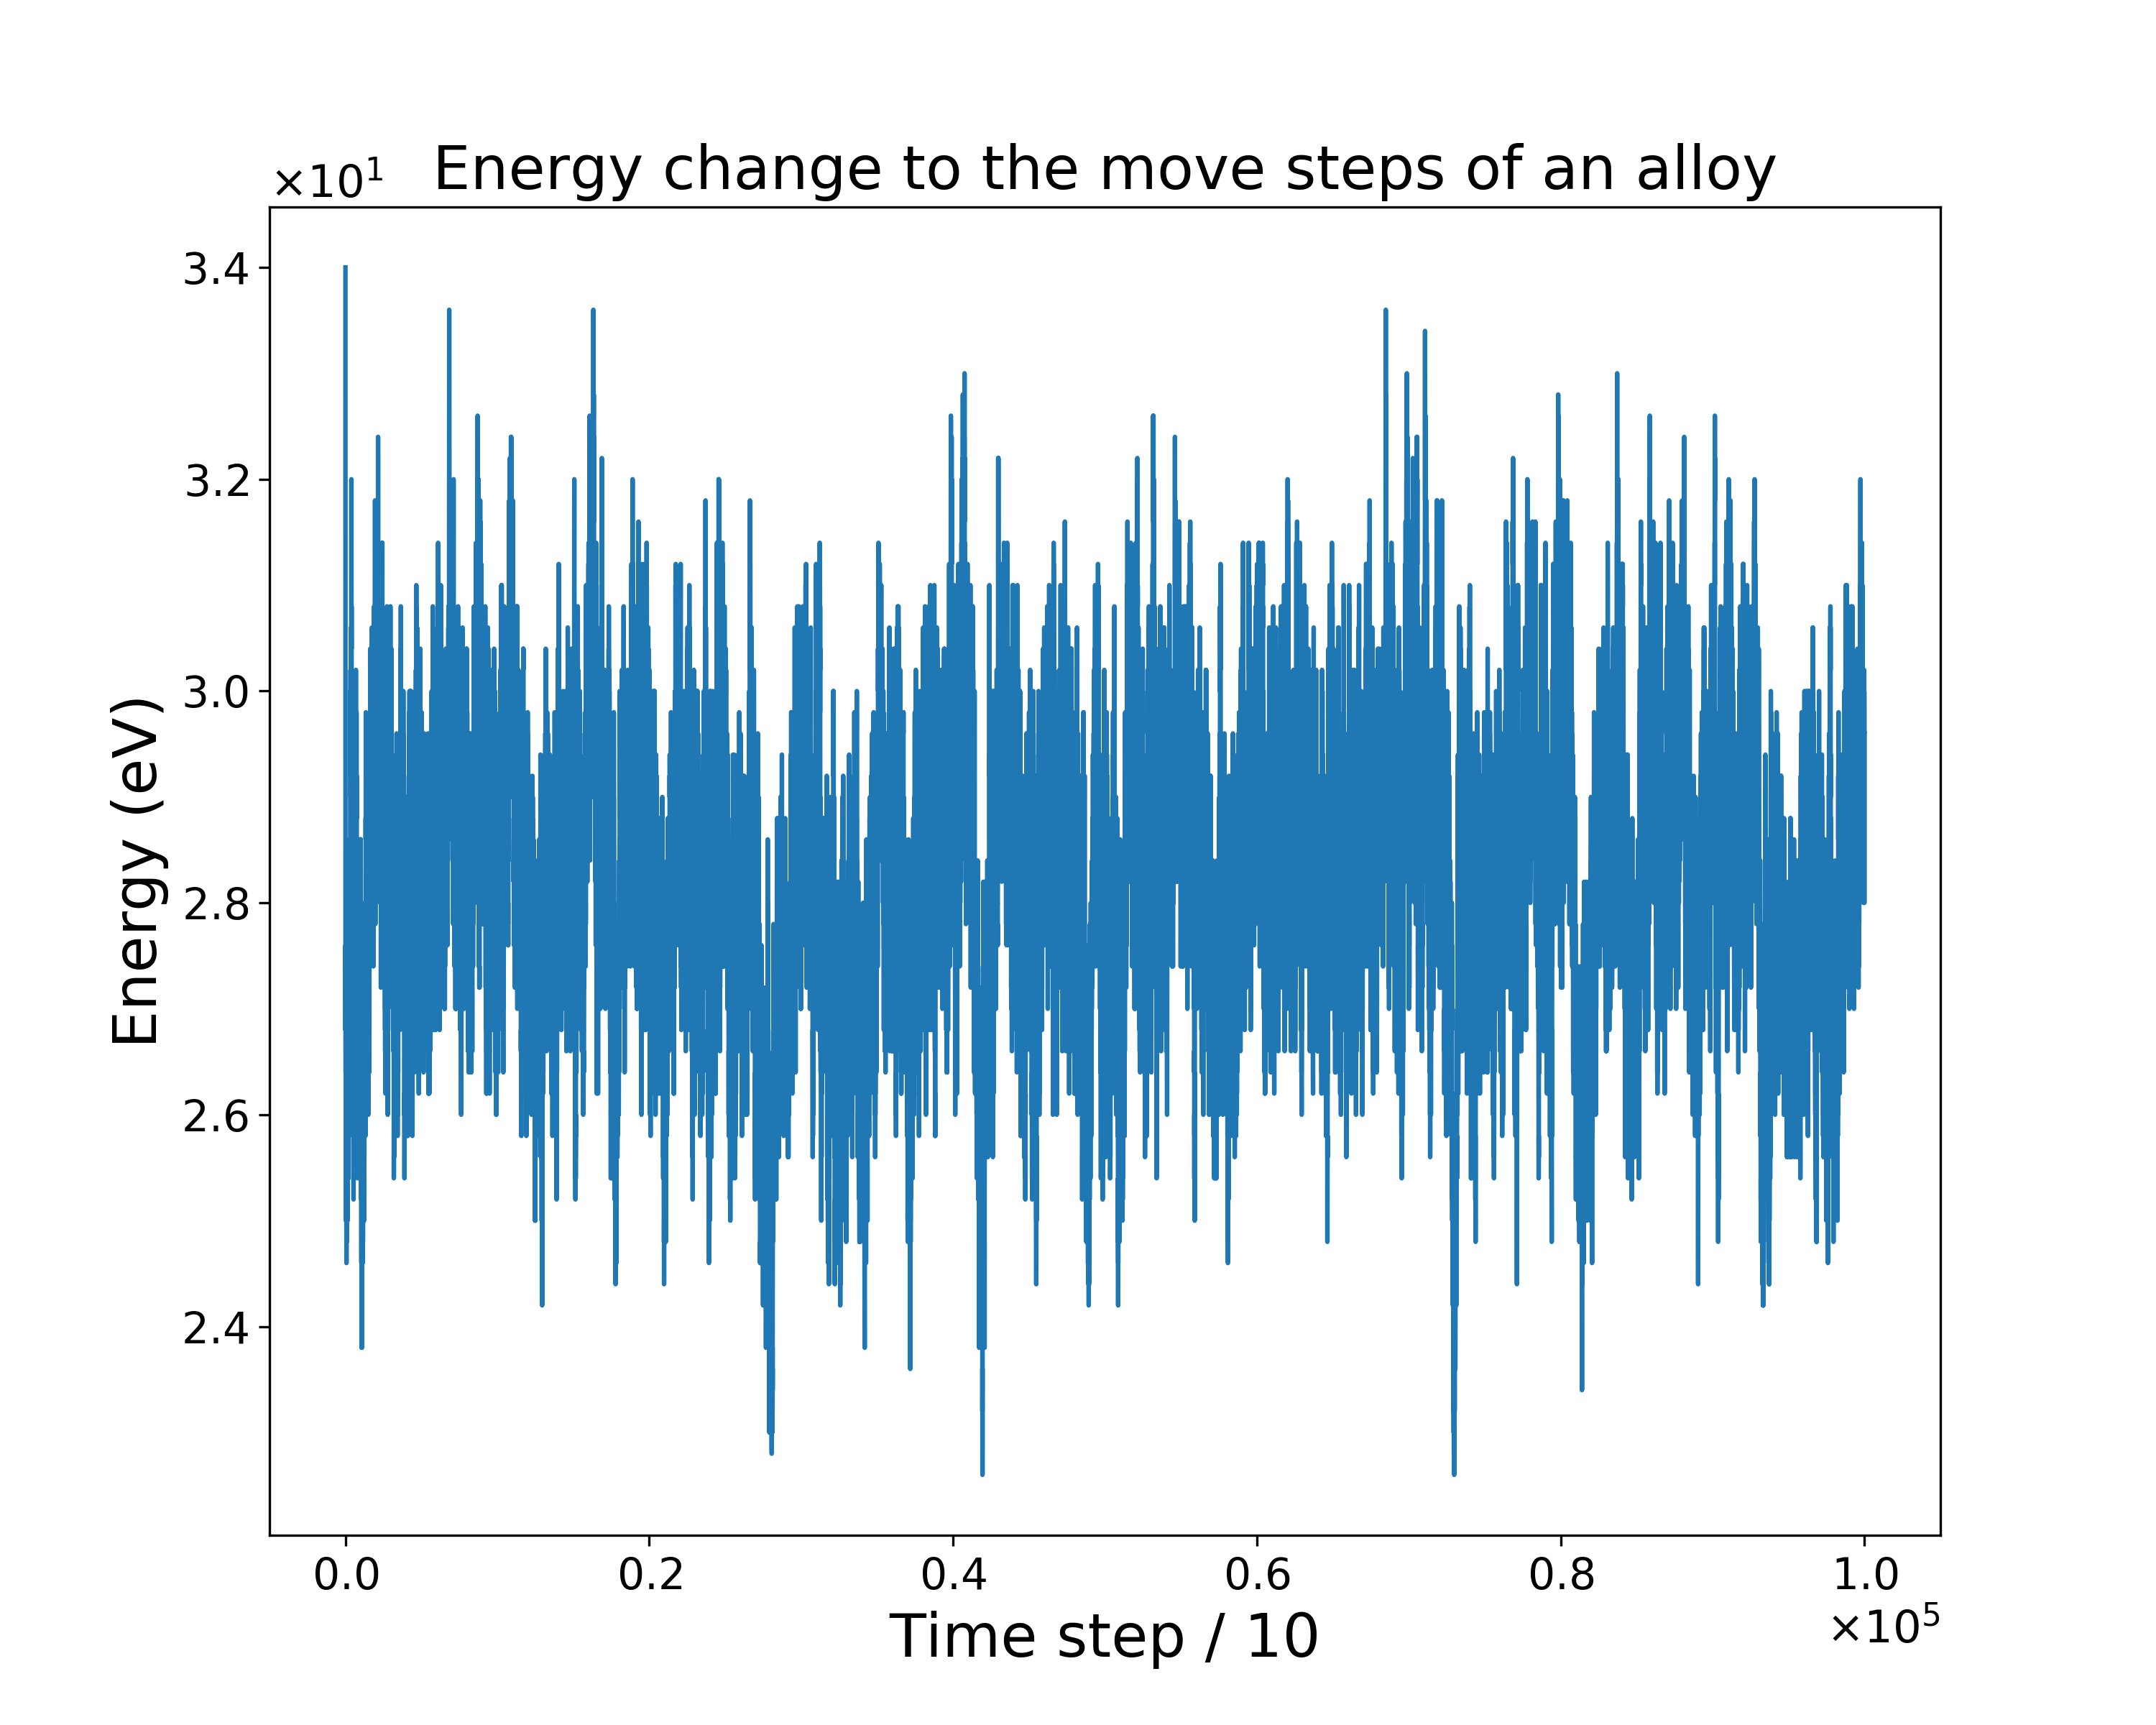 ×10¹ Energy change to the move steps of an alloy
3.4
3.2
3.0
2.8
2.6
2.4
Energy (eV)
0.0 0.2 0.4 0.6 0.8 1.0
Time step / 10
×10⁵